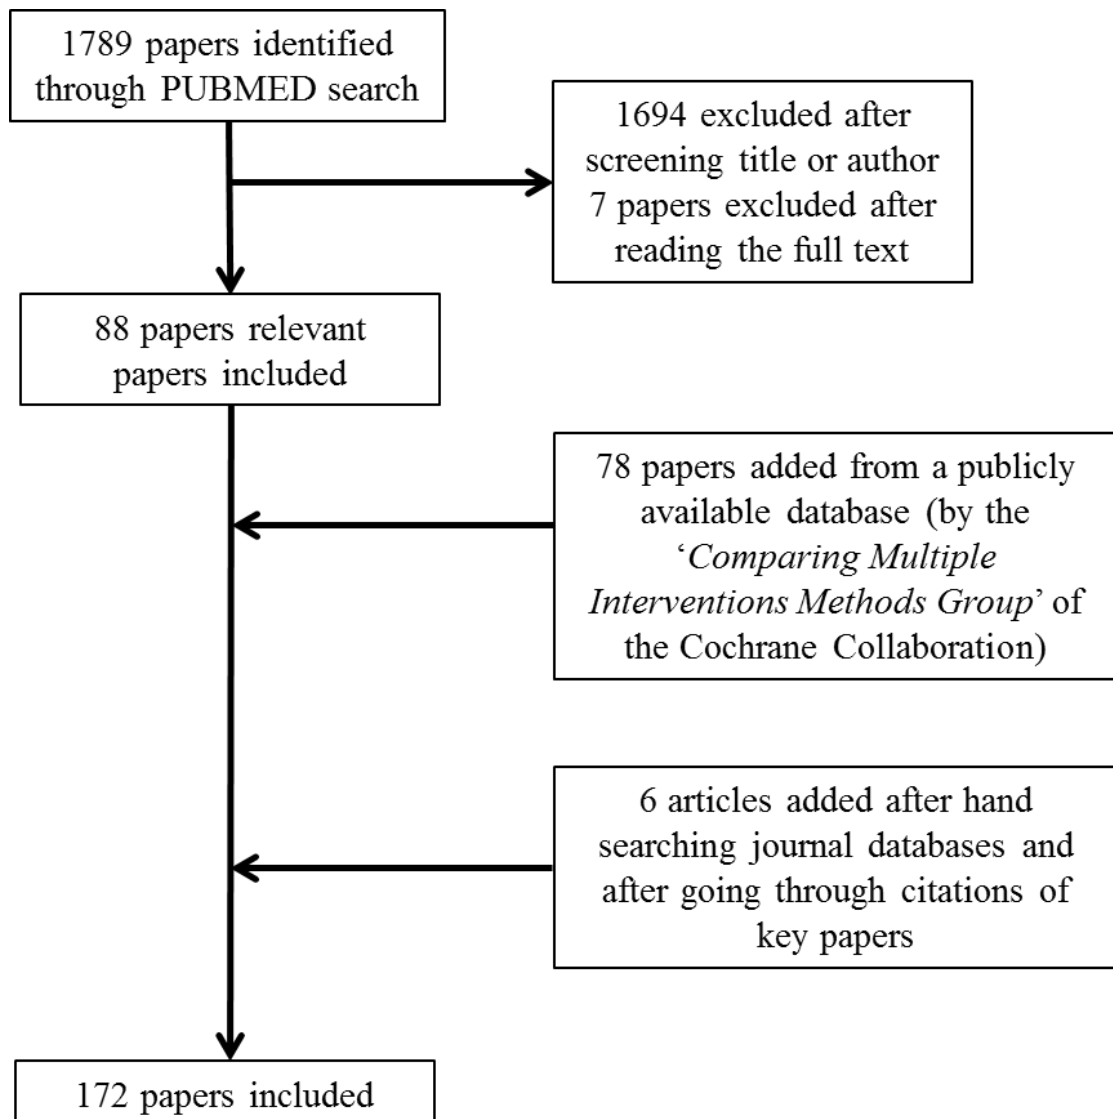 1789 papers identified
through PUBMED search
1694 excluded after
screening title or author
7 papers excluded after
reading the full text
88 papers relevant
papers included
78 papers added from a publicly
available database (by the
‘Comparing Multiple
Interventions Methods Group’ of
the Cochrane Collaboration)
6 articles added after hand
searching journal databases and
after going through citations of
key papers
172 papers included